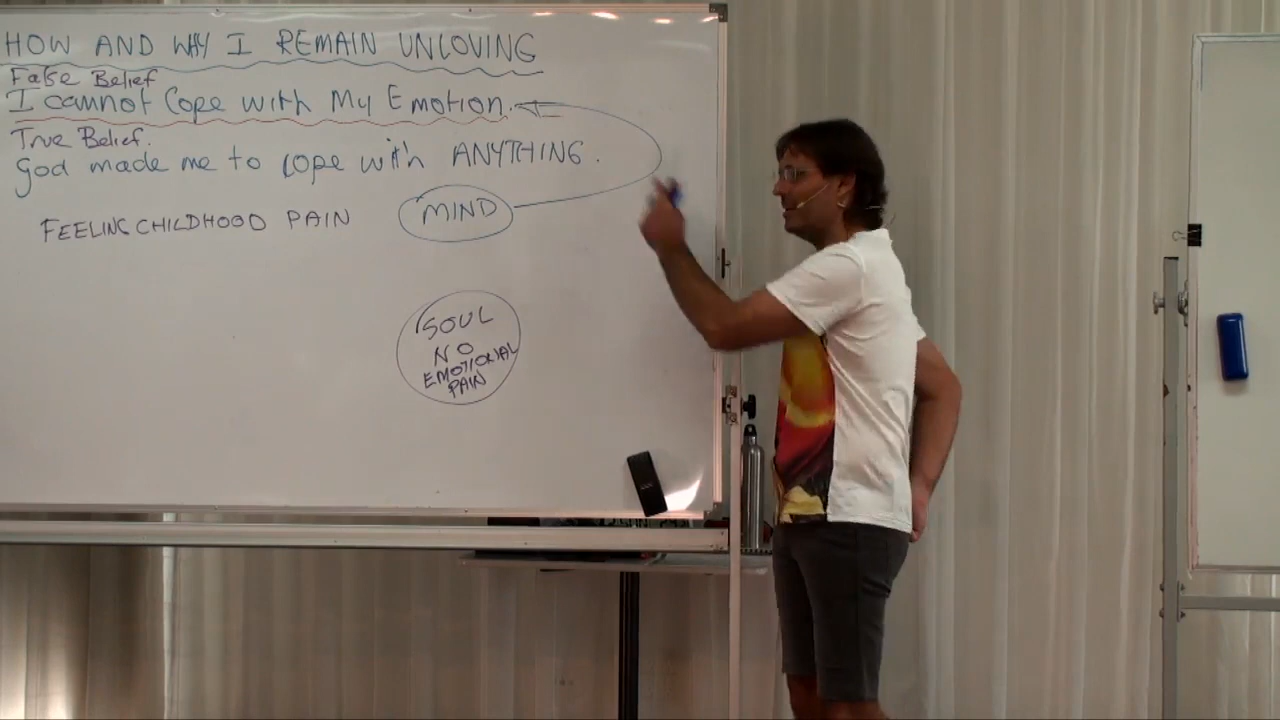 HOW AND WHY I REMAIN UNLOVING
False Belief
I cannot Cope with My Emotion.
True Belief.
God made me to cope with ANYTHING.
FEELING CHILDHOOD PAIN
MIND
SOUL
NO
EMOTIONAL
PAIN